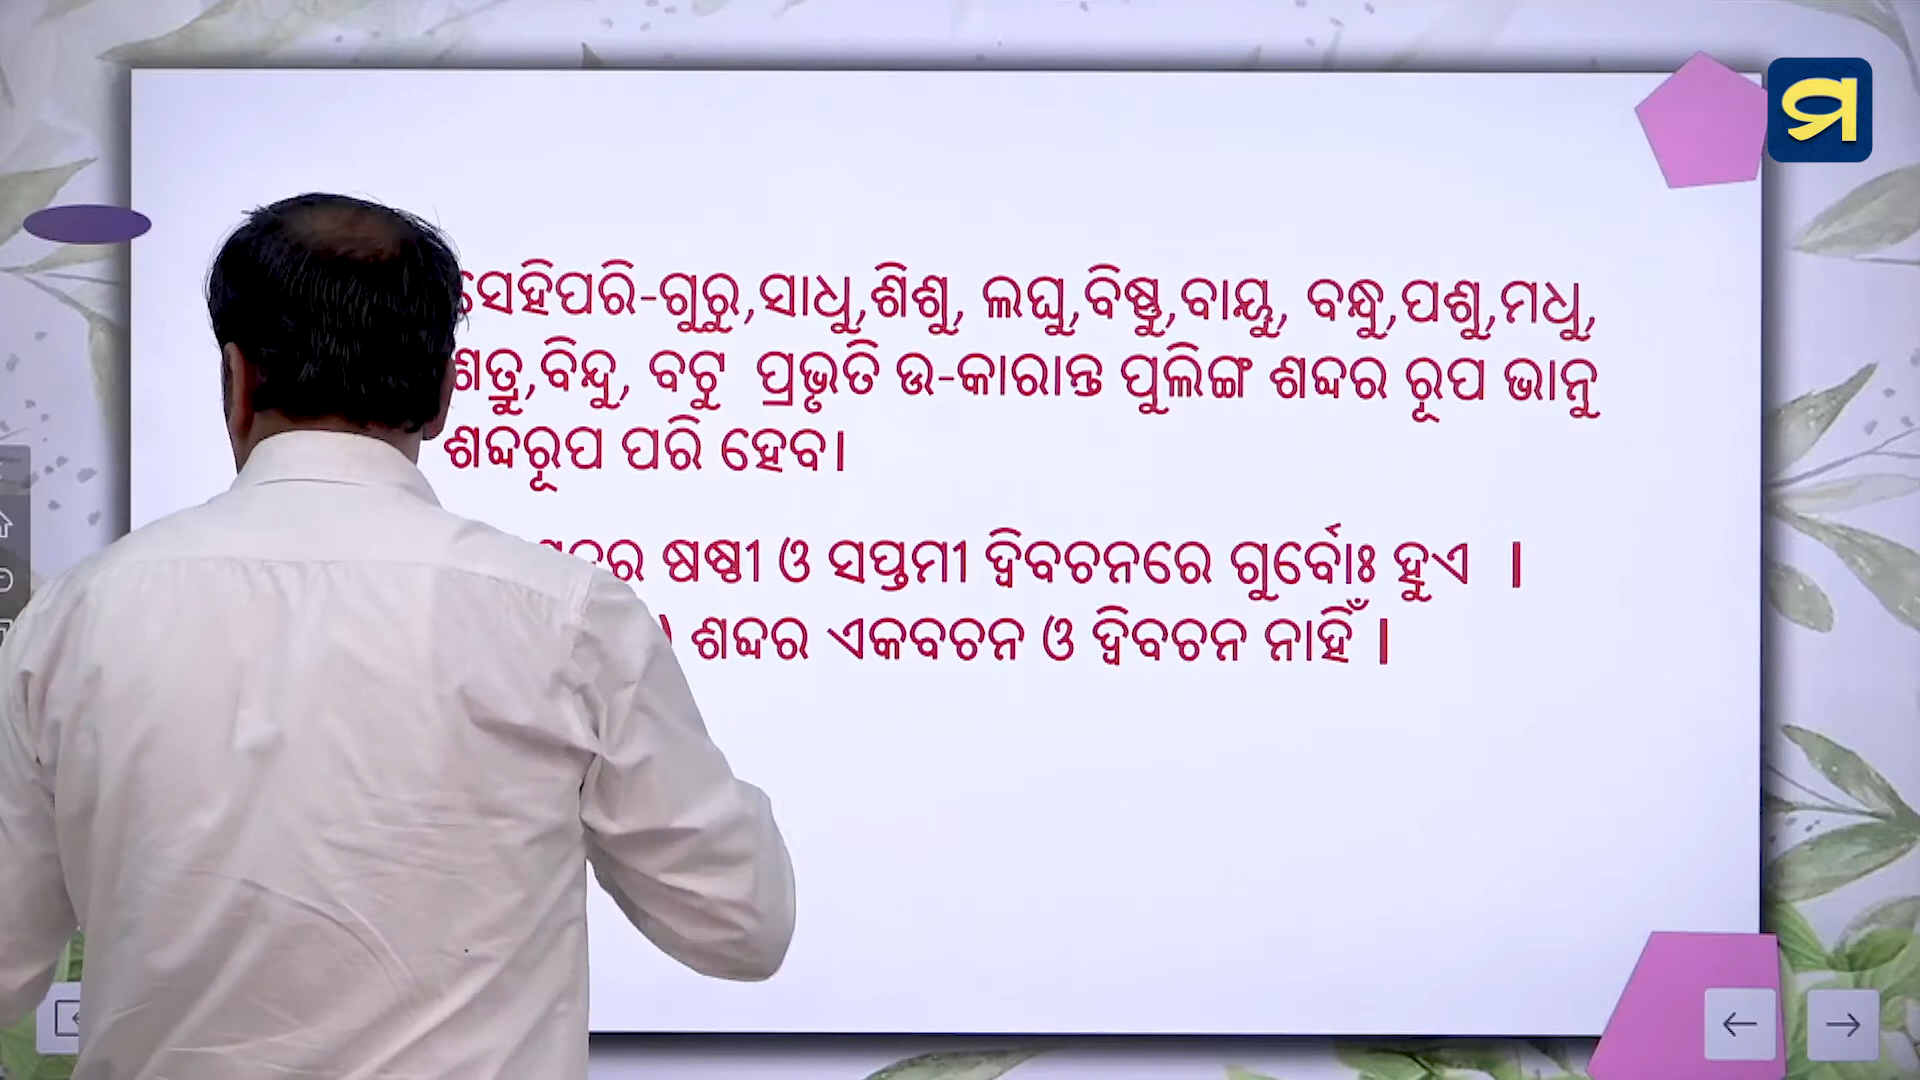 ମ
ସେହିପରି-ଗୁରୁ,ସାଧୁ,ଶିଶୁ, ଲଘୁ,ବିଷ୍ଣୁ,ବାୟୁ, ବନ୍ଧୁ,ପଶୁ,ମଧୁ,
ଶତ୍ରୁ,ବିନ୍ଦୁ, ବଟୁ ପ୍ରଭୃତି ଉ-କାରାନ୍ତ ପୁଲିଙ୍ଗ ଶବ୍ଦର ରୂପ ଭାନୁ
ଶବ୍ଦରୂପ ପରି ହେବ।
ଷଷ୍ଠୀ ଓ ସପ୍ତମୀ ଦ୍ଵିବଚନରେ ଗୁର୍ବୋଃ ହୁଏ ।
ଶବ୍ଦର ଏକବଚନ ଓ ଦ୍ଵିବଚନ ନାହିଁ ।